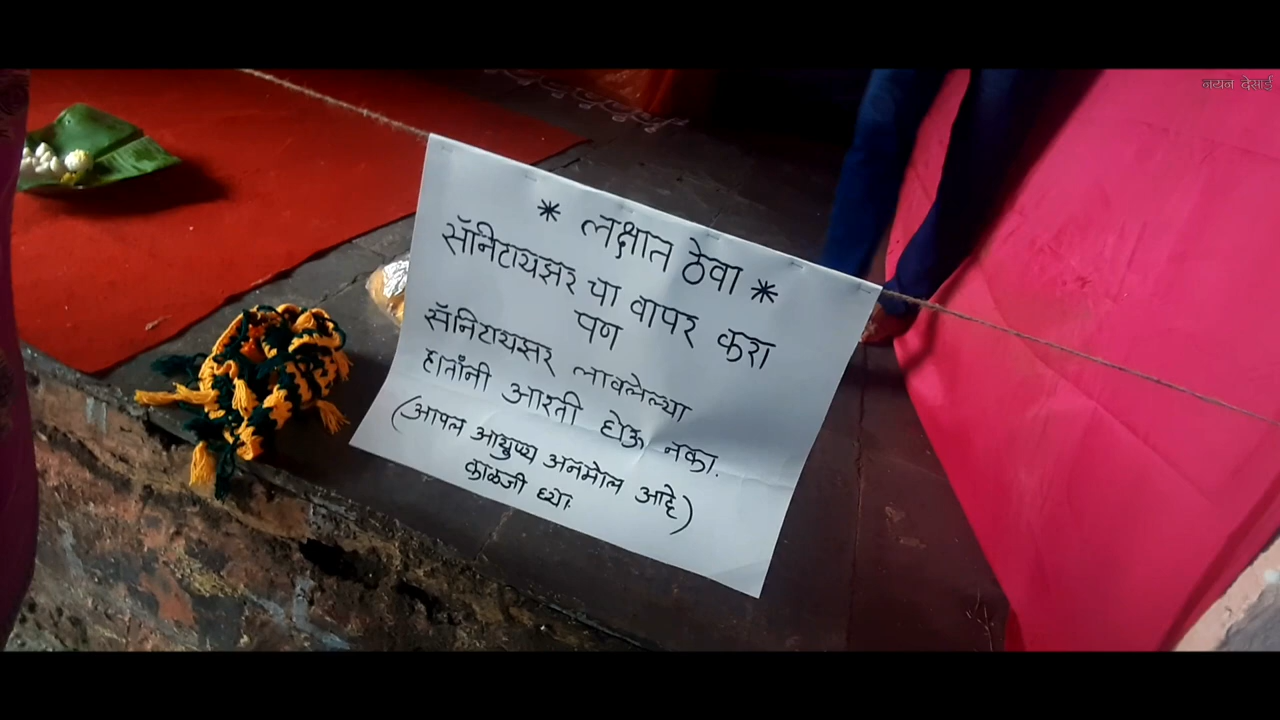 नयन देसाई
* लक्षात ठेवा *
सॅनिटायझर चा वापर करा
पण
सॅनिटायझर लावलेल्या
हाताँनी आरती होऊ नका.
(आपल आयुष्य अनमोल आहे)
काळजी घ्या.